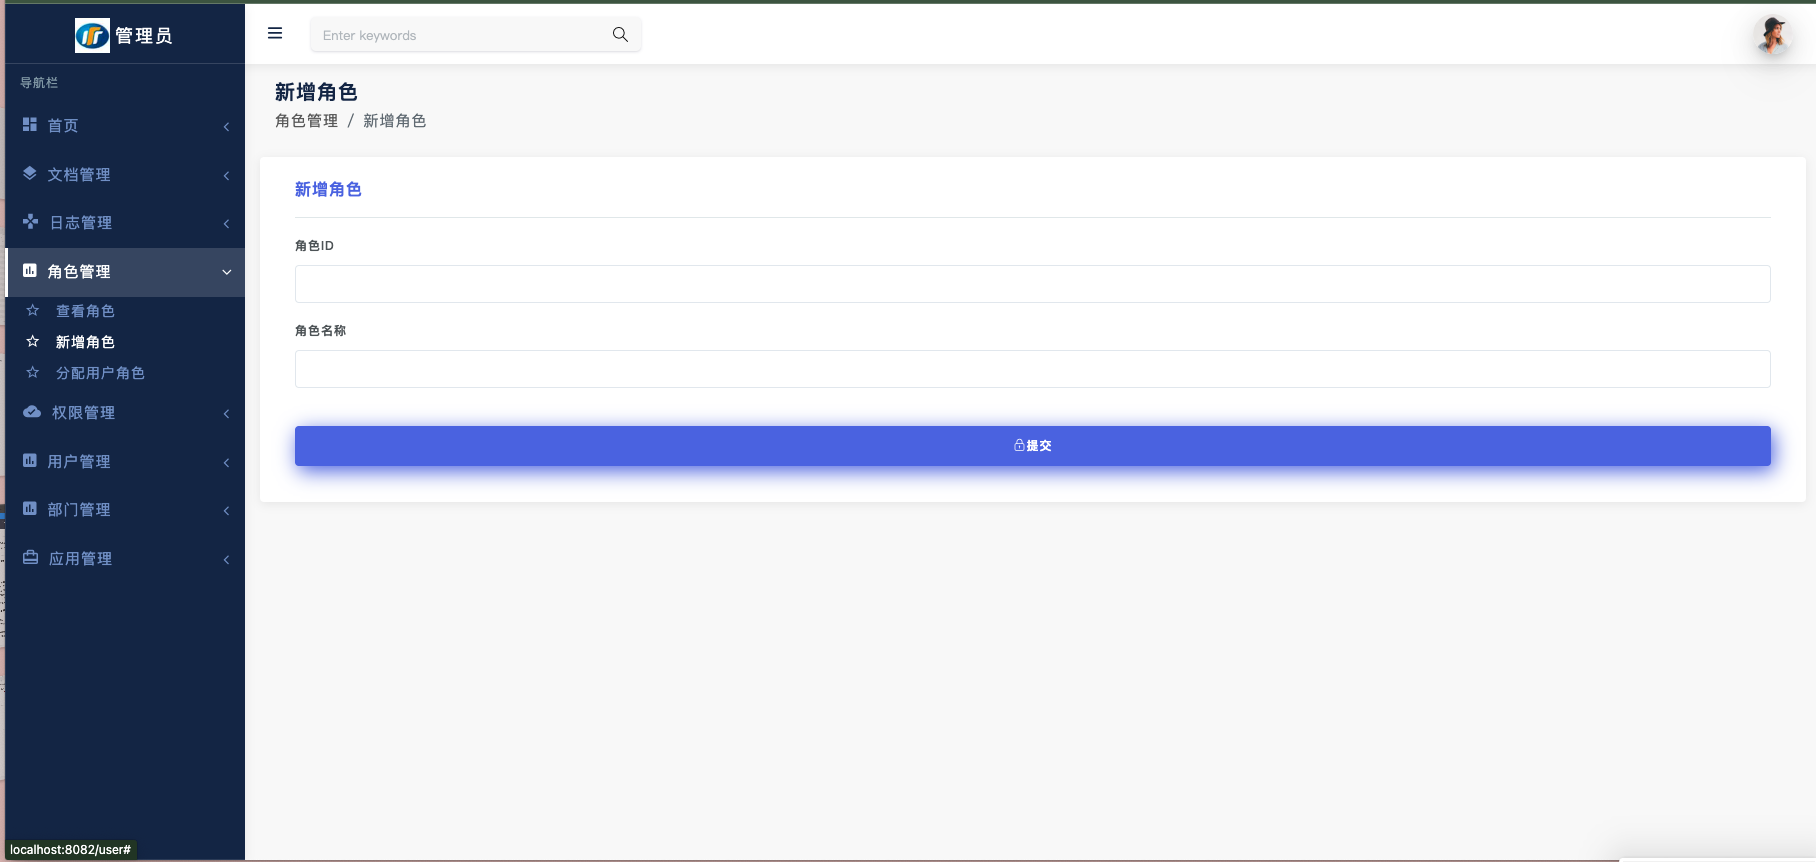 管理员
导航栏
首页
文档管理
日志管理
角色管理
查看角色
新增角色
分配用户角色
权限管理
用户管理
部门管理
应用管理
localhost:8082/user#
Enter keywords
新增角色
角色管理 / 新增角色
新增角色
角色ID
角色名称
提交